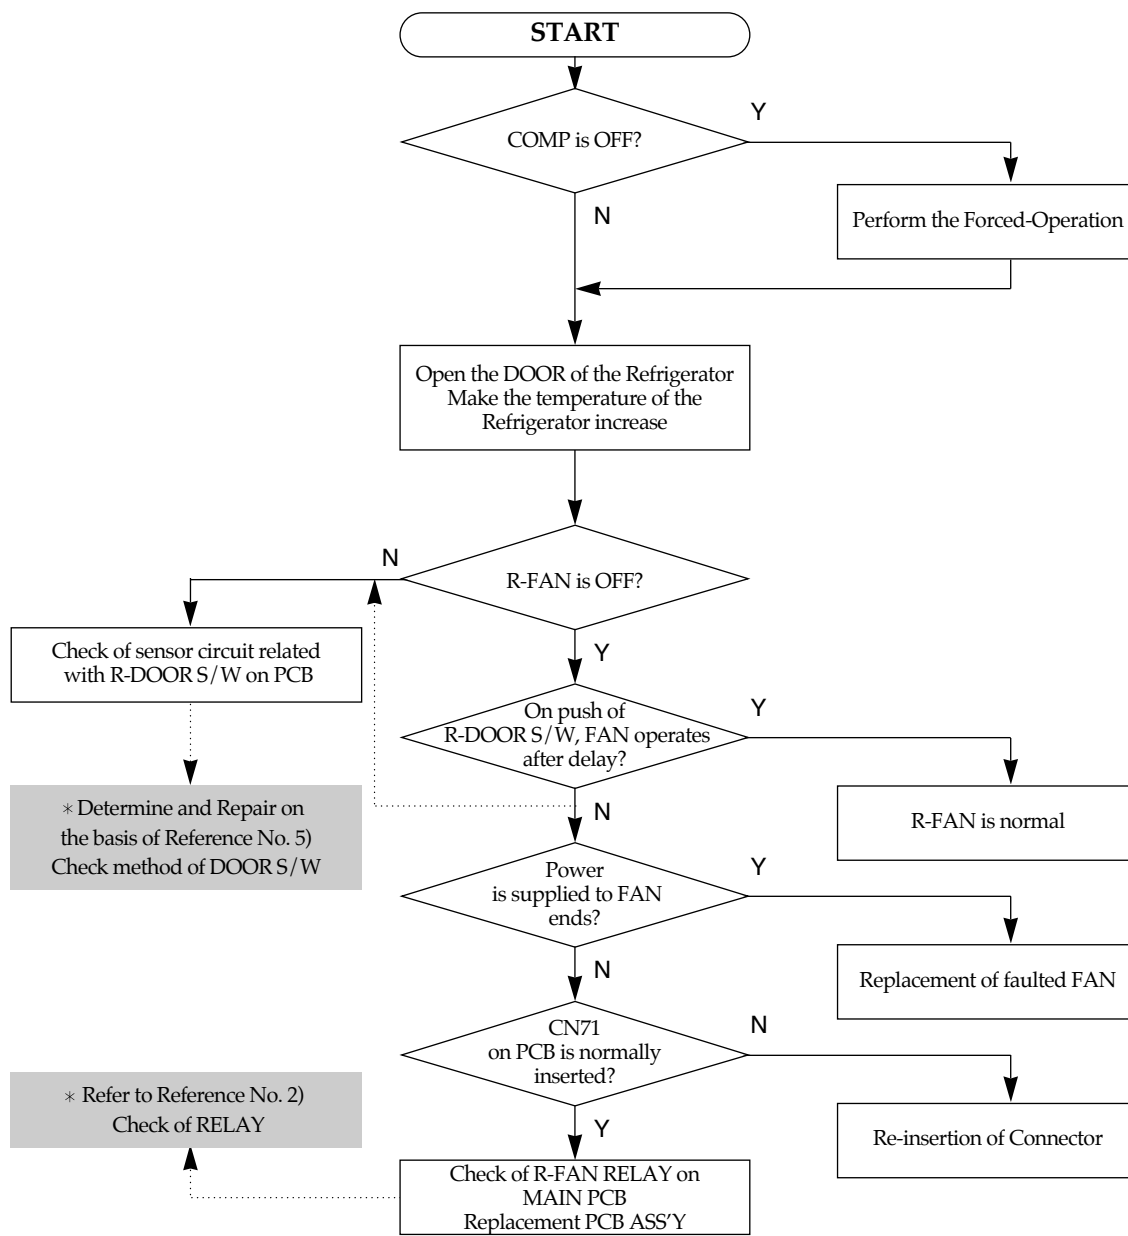 START
COMP is OFF?
Y
N
Perform the Forced-Operation
Open the DOOR of the Refrigerator
Make the temperature of the
Refrigerator increase
R-FAN is OFF?
N
Y
Check of sensor circuit related
with R-DOOR S/W on PCB
* Determine and Repair on
the basis of Reference No. 5)
Check method of DOOR S/W
On push of
R-DOOR S/W, FAN operates
after delay?
Y
N
R-FAN is normal
Power
is supplied to FAN
ends?
Y
N
Replacement of faulted FAN
CN71
on PCB is normally
inserted?
N
Y
Re-insertion of Connector
* Refer to Reference No. 2)
Check of RELAY
Check of R-FAN RELAY on
MAIN PCB
Replacement PCB ASS'Y